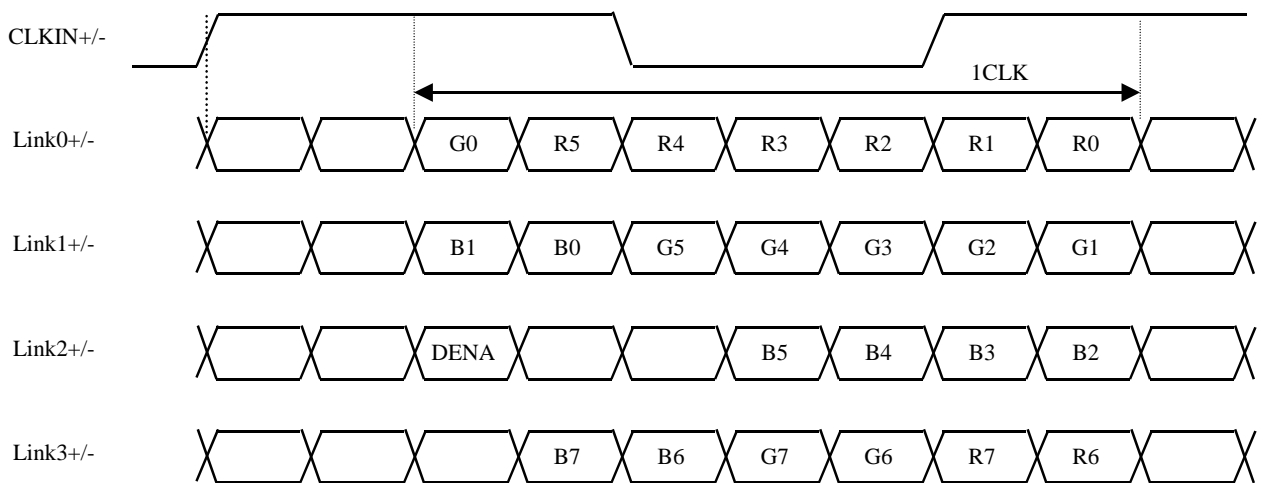 CLKIN+/-
1CLK
Link0+/- G0 R5 R4 R3 R2 R1 R0
Link1+/- B1 B0 G5 G4 G3 G2 G1
Link2+/- DENA B5 B4 B3 B2
Link3+/- B7 B6 G7 G6 R7 R6